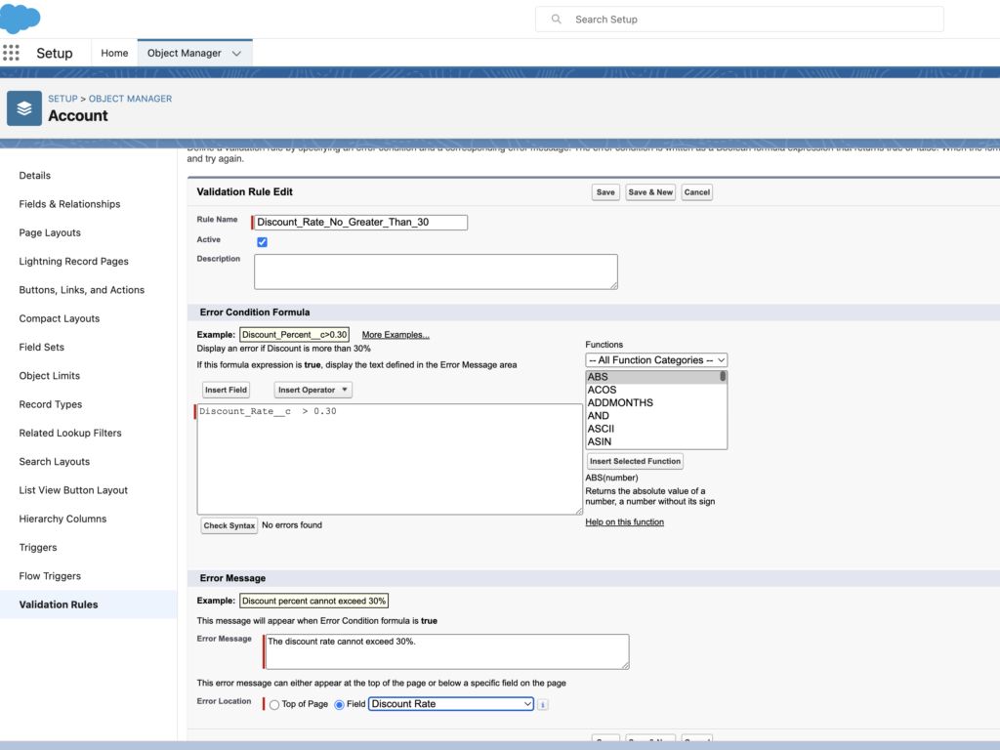 Search Setup
Setup
Home
Object Manager
SETUP > OBJECT MANAGER
Account
Define a validation rule by specifying an error condition and a corresponding error message. The error condition is written as a Boolean formula expression that returns true or false. When the
and try again.
Details
Fields & Relationships
Page Layouts
Lightning Record Pages
Buttons, Links, and Actions
Compact Layouts
Field Sets
Object Limits
Record Types
Related Lookup Filters
Search Layouts
List View Button Layout
Hierarchy Columns
Triggers
Flow Triggers
Validation Rules
Validation Rule Edit
Save
Save & New
Cancel
Rule Name
Discount_Rate_No_Greater_Than_30
Active
Description
Error Condition Formula
Example: Discount_Percent__c>0.30 More Examples...
Display an error if Discount is more than 30%
If this formula expression is true, display the text defined in the Error Message area
Insert Field
Insert Operator
Discount_Rate__c > 0.30
Check Syntax No errors found
Functions
-- All Function Categories --
ABS
ACOS
ADDMONTHS
AND
ASCII
ASIN
Insert Selected Function
ABS(number)
Returns the absolute value of a
number, a number without its sign
Help on this function
Error Message
Example: Discount percent cannot exceed 30%
This message will appear when Error Condition formula is true
Error Message
The discount rate cannot exceed 30%.
This error message can either appear at the top of the page or below a specific field on the page
Error Location
Top of Page
Field
Discount Rate
i